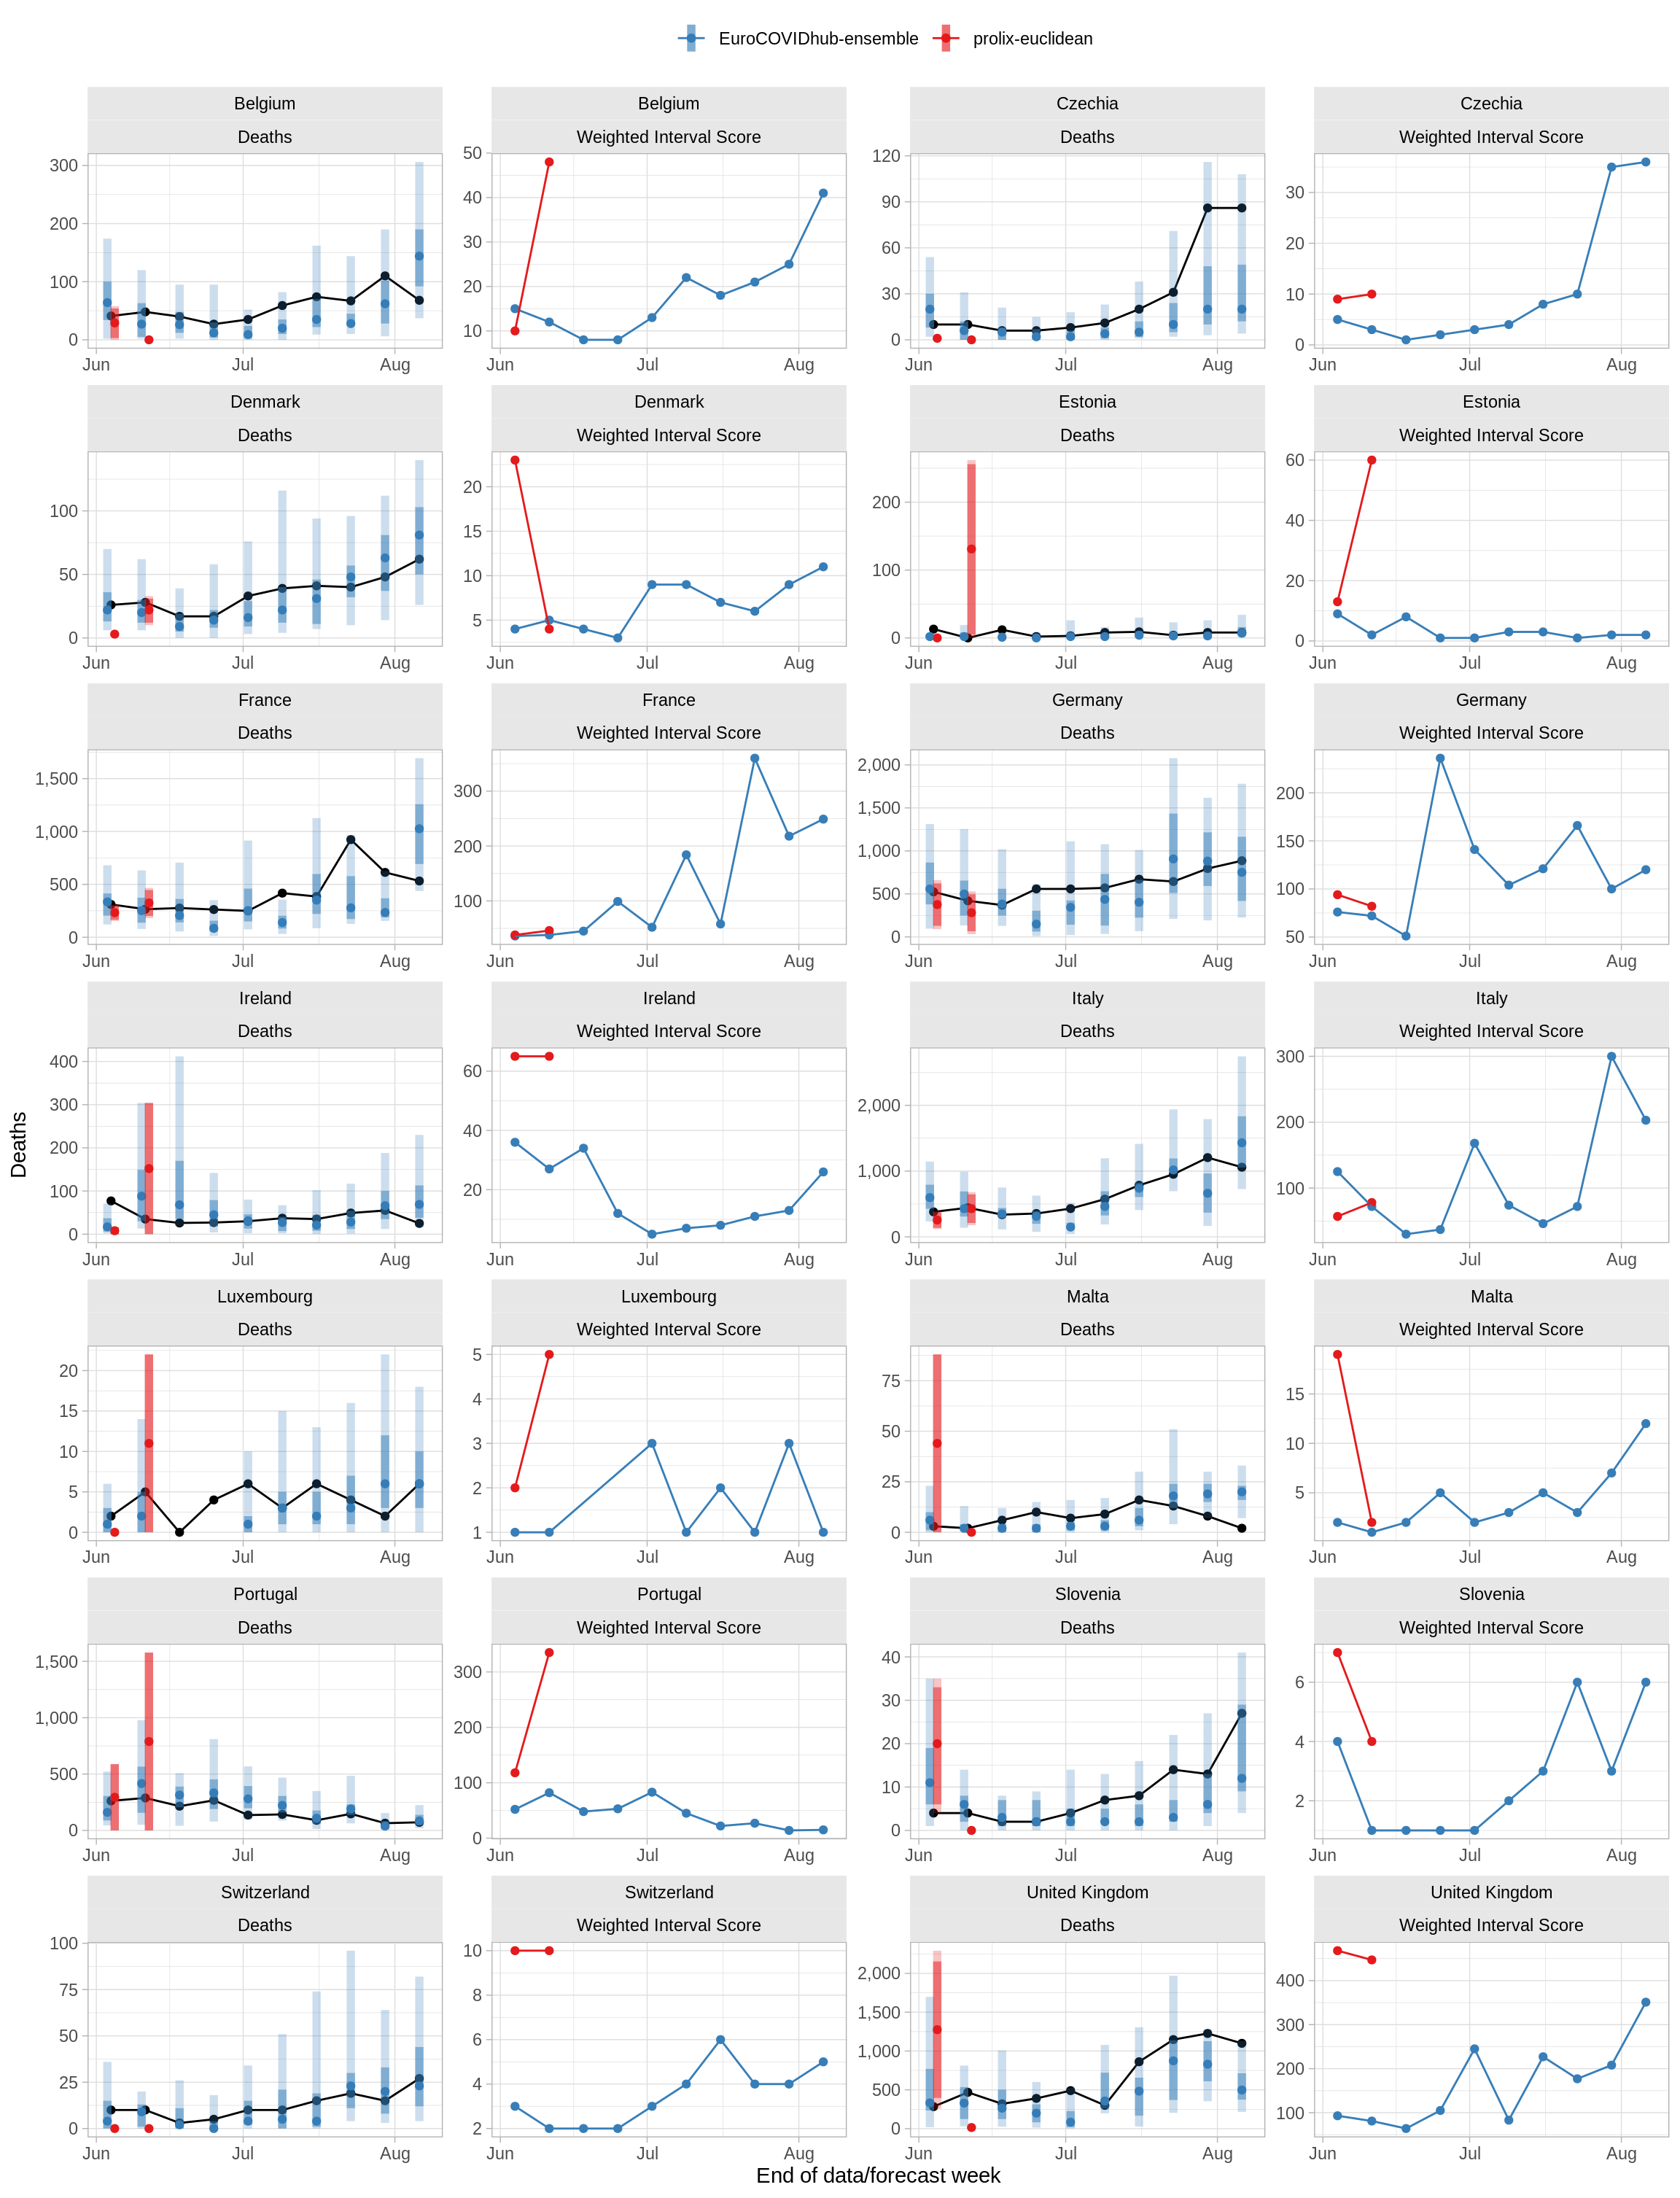 EuroCOVIDhub-ensemble prolix-euclidean
Belgium Belgium Czechia Czechia
Deaths Weighted Interval Score Deaths Weighted Interval Score
300 50 120
40 90 30
200 30 60 20
100 20 30 10
0 10 0 0
Jun Jul Aug Jun Jul Aug Jun Jul Aug Jun Jul Aug
Denmark Denmark Estonia Estonia
Deaths Weighted Interval Score Deaths Weighted Interval Score
100 20 200 60
15 40
50 10 100 20
0 5 0 0
Jun Jul Aug Jun Jul Aug Jun Jul Aug Jun Jul Aug
France France Germany Germany
Deaths Weighted Interval Score Deaths Weighted Interval Score
1,500 300 2,000 200
1,000 200 1,500 150
500 100 1,000 100
0 500 50
0
Jun Jul Aug Jun Jul Aug Jun Jul Aug Jun Jul Aug
Ireland Ireland Italy Italy
Deaths Weighted Interval Score Deaths Weighted Interval Score
400 60 2,000 300
300 40 200
200 20 1,000 100
100
0 0
Jun Jul Aug Jun Jul Aug Jun Jul Aug Jun Jul Aug
Deaths
Luxembourg Luxembourg Malta Malta
Deaths Weighted Interval Score Deaths Weighted Interval Score
20 5 75 15
15 4 50 10
10 3 25 5
5 2
0 1 0
Jun Jul Aug Jun Jul Aug Jun Jul Aug Jun Jul Aug
Portugal Portugal Slovenia Slovenia
Deaths Weighted Interval Score Deaths Weighted Interval Score
1,500 300 40 6
1,000 200 30 4
500 100 20 2
10
0 0 0
Jun Jul Aug Jun Jul Aug Jun Jul Aug Jun Jul Aug
Switzerland Switzerland United Kingdom United Kingdom
Deaths Weighted Interval Score Deaths Weighted Interval Score
100 10 2,000 400
75 8 1,500 300
50 6 1,000 200
25 4 500 100
0 2 0
Jun Jul Aug Jun Jul Aug Jun Jul Aug Jun Jul Aug
End of data/forecast week